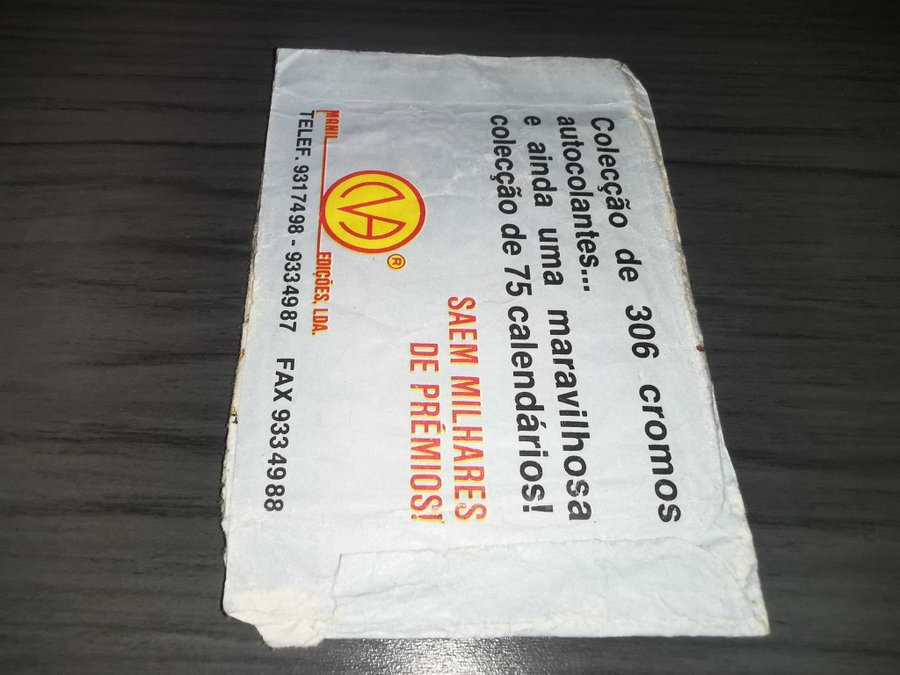 Colecção de 306 cromos
autocolantes...
e ainda uma maravilhosa
colecção de 75 calendários!
SAEM MILHARES
DE PRÉMIOS!
®
MANIL EDIÇÕES, LDA.
TELEF. 9317498 - 9334987 FAX 9334988